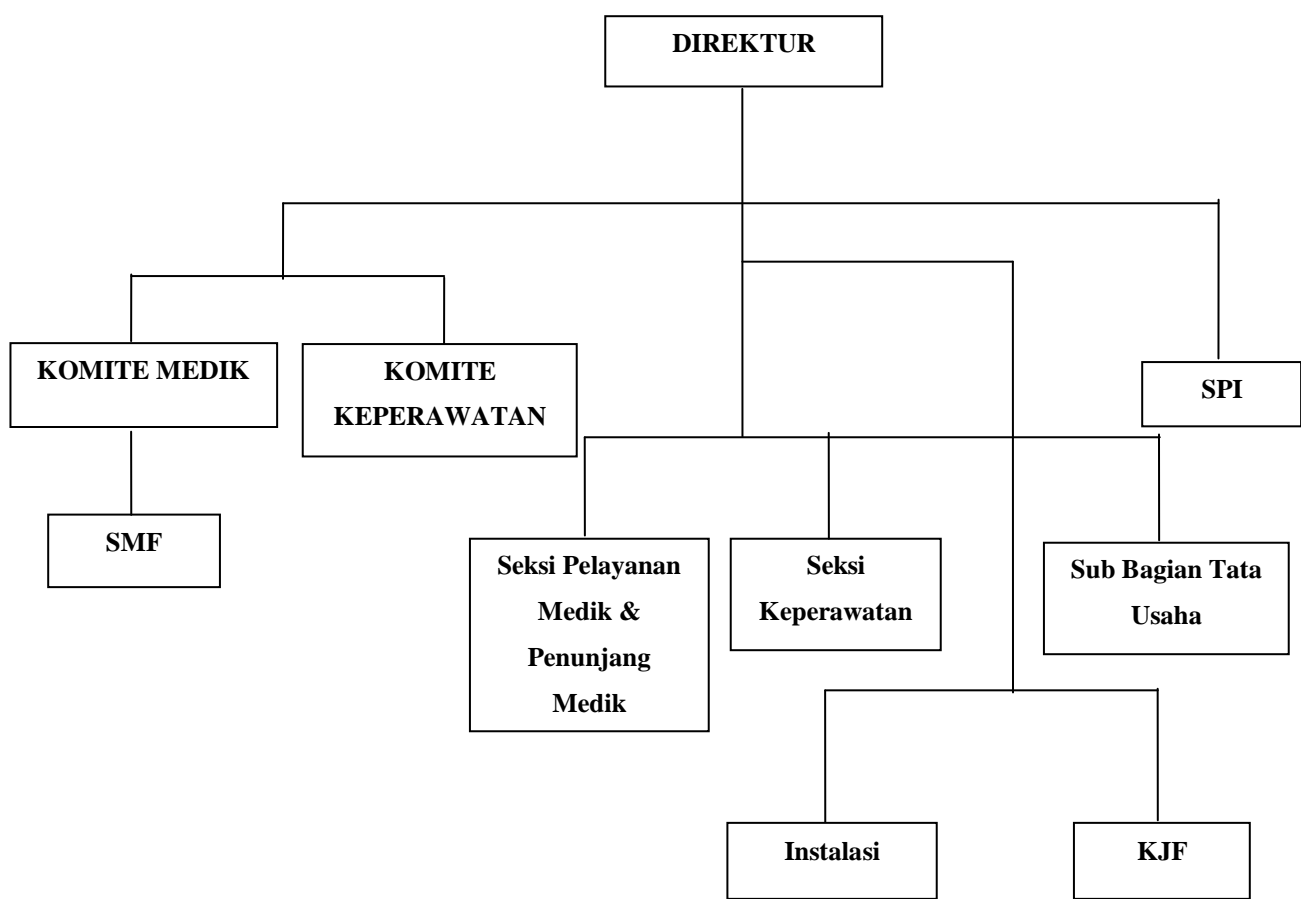 DIREKTUR
KOMITE MEDIK
KOMITE
KEPERAWATAN
SPI
SMF
Seksi Pelayanan
Medik &
Penunjang
Medik
Seksi
Keperawatan
Sub Bagian Tata
Usaha
Instalasi
KJF